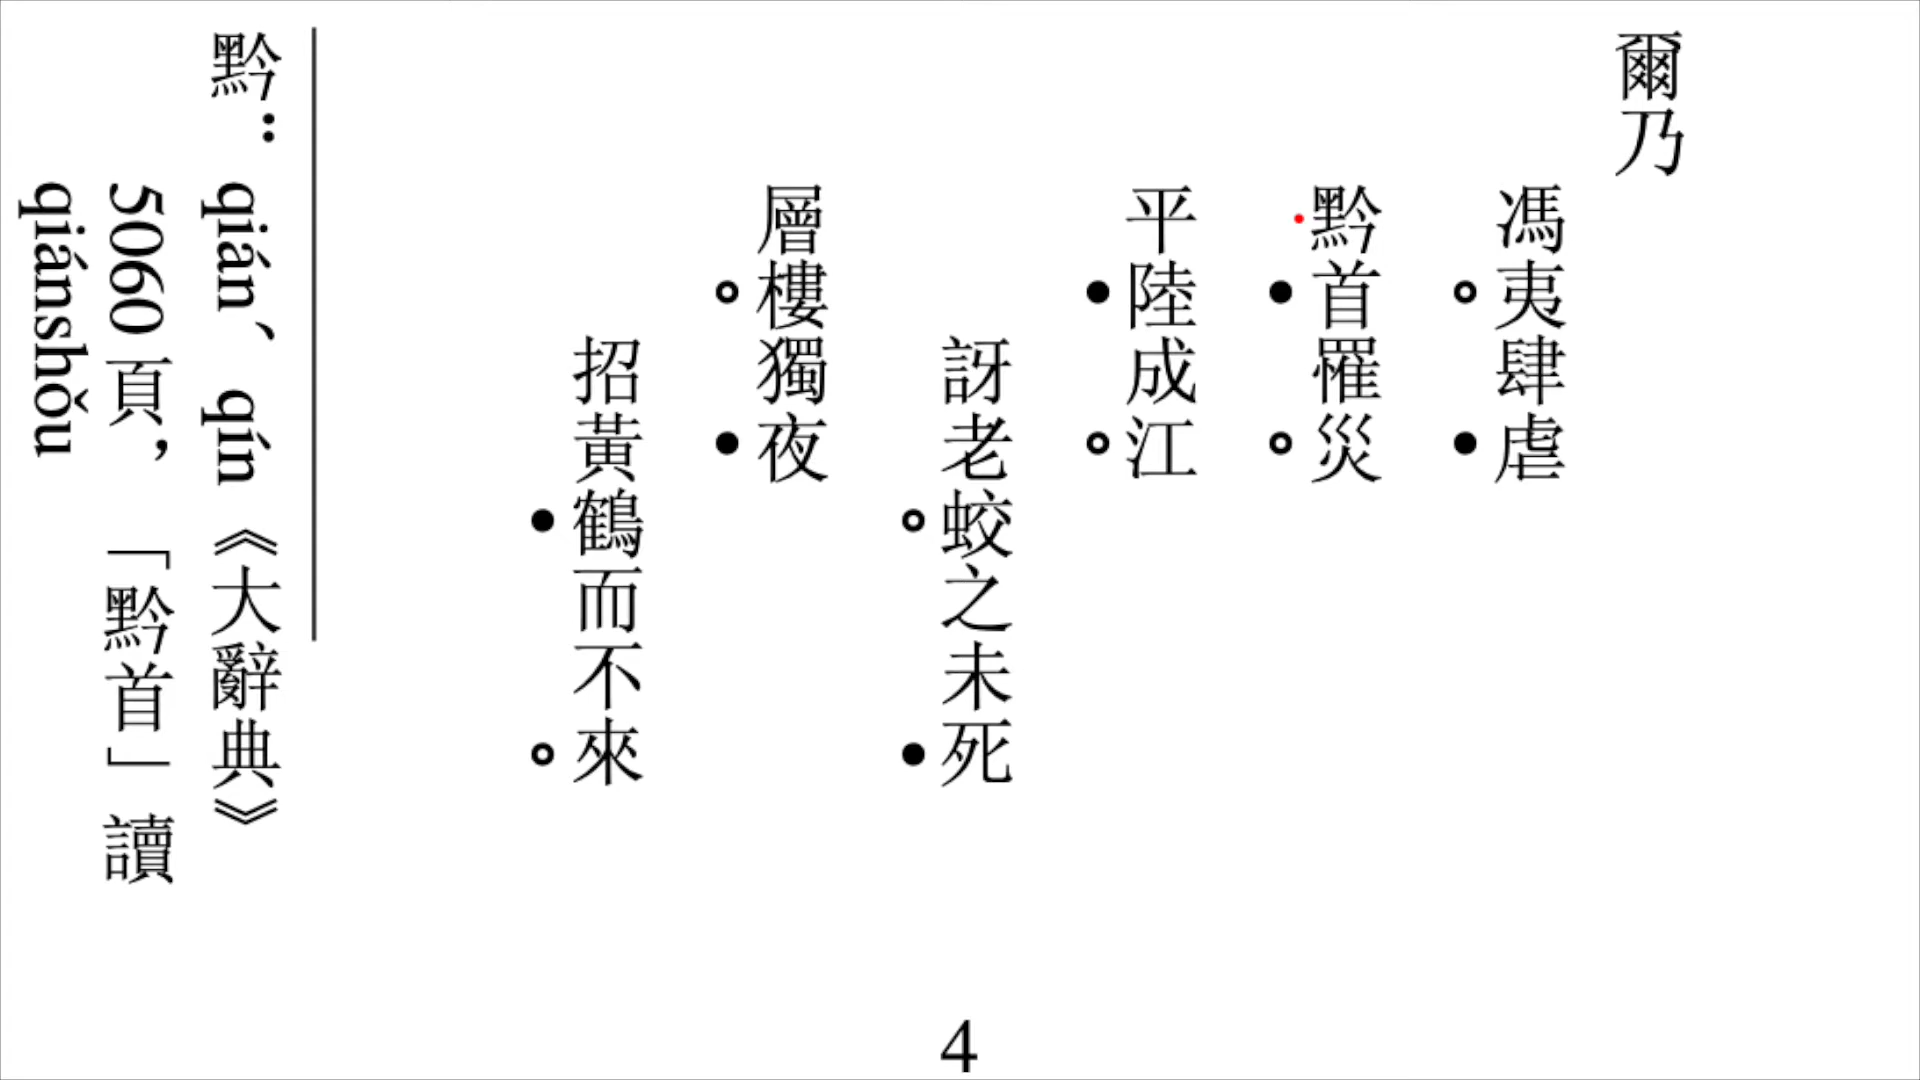 爾乃
馮夷肆虐
黔首罹災
平陸成江
訝老蛟之未死
層樓獨夜
招黃鶴而不來
黔：qián、qín《大辭典》
5060頁，「黔首」讀
qiánshǒu
4